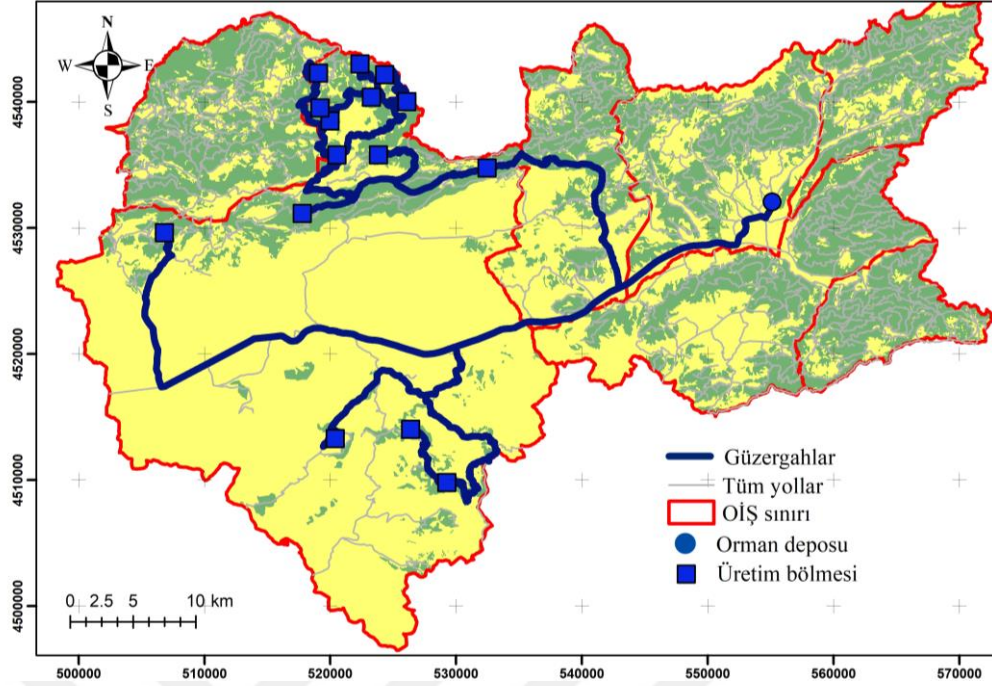 N
W E
S
4540000
4530000
4520000
4510000
4500000
Güzergahlar
Tüm yollar
OİŞ sınırı
Orman deposu
Üretim bölmesi
0 2.5 5 10 km
500000 510000 520000 530000 540000 550000 560000 570000